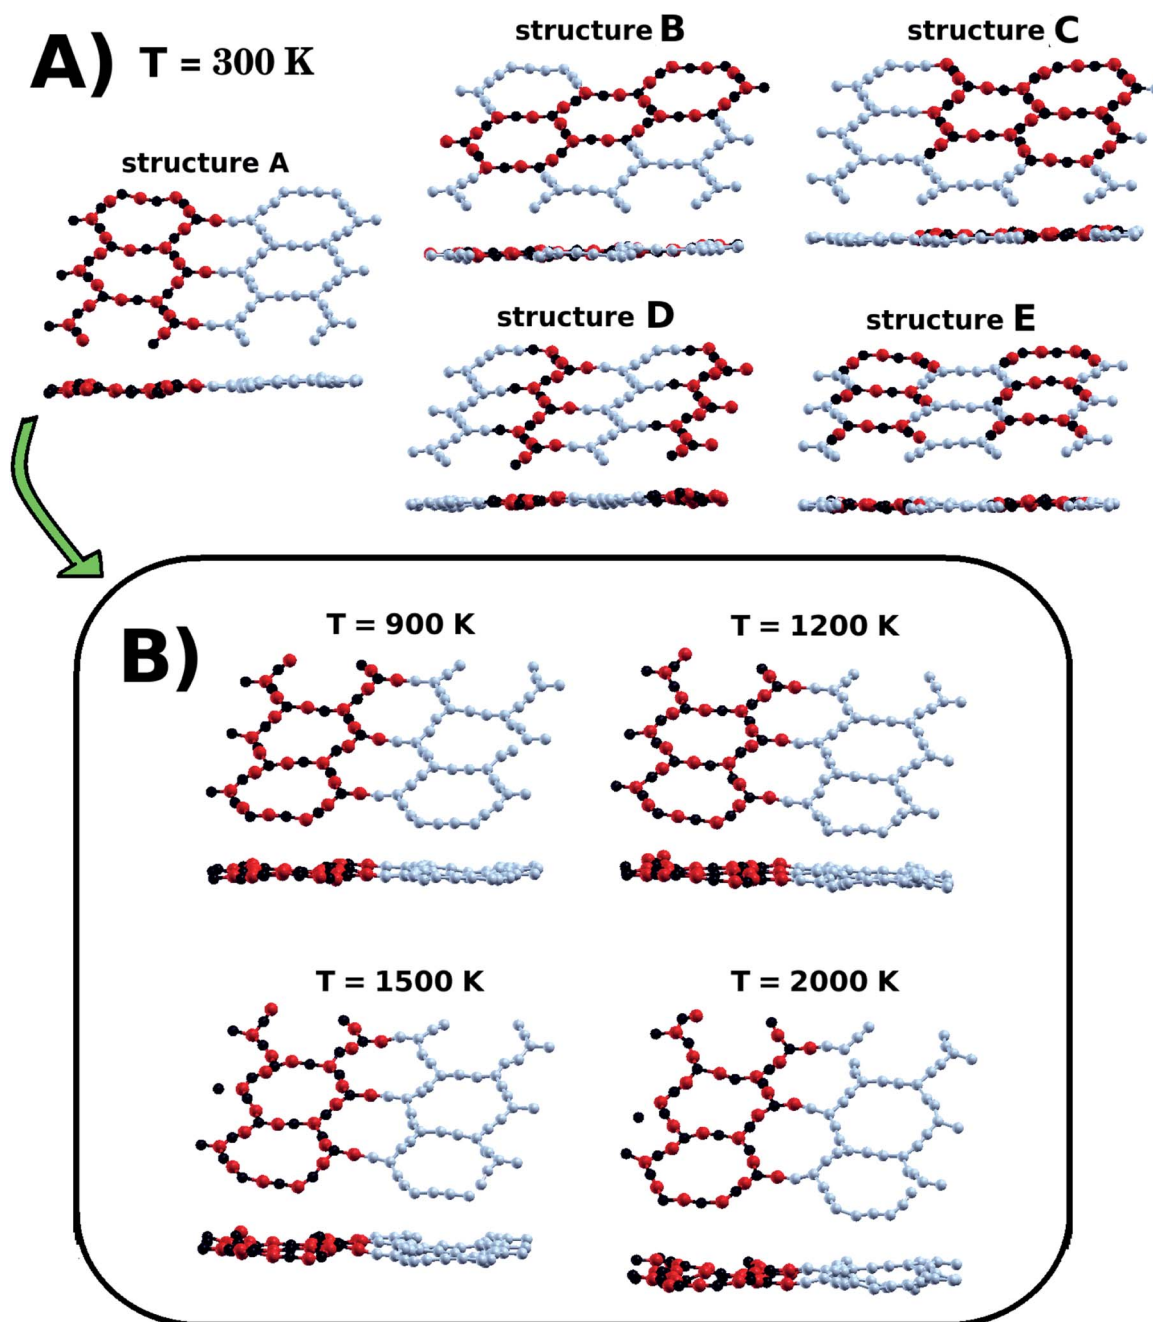 A) T = 300 K
structure A
structure B
structure C
structure D
structure E
B)
T = 900 K
T = 1200 K
T = 1500 K
T = 2000 K